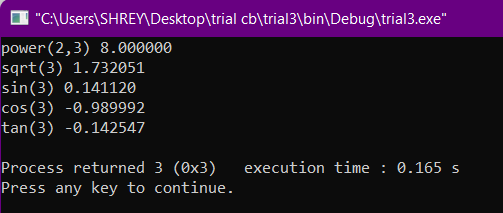 "C:\Users\SHREY\Desktop\trial cb\trial3\bin\Debug\trial3.exe"
power(2,3) 8.000000
sqrt(3) 1.732051
sin(3) 0.141120
cos(3) -0.989992
tan(3) -0.142547
Process returned 3 (0x3)   execution time : 0.165 s
Press any key to continue.